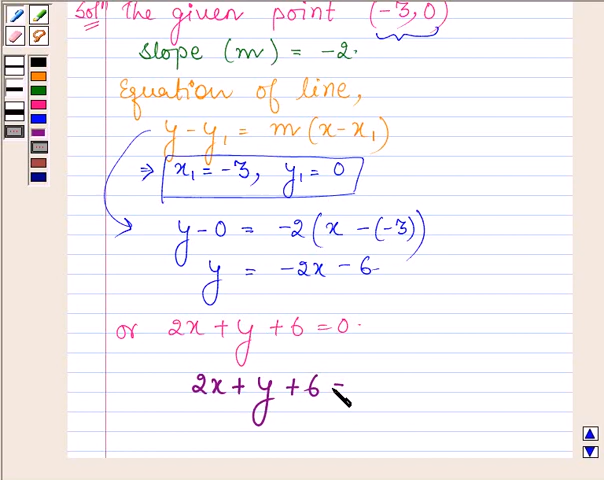 Solⁿ The given point (-3,0)
slope (m) = -2.
Equation of line,
y - y₁ = m(x - x₁)
⇒ x₁ = -3, y₁ = 0
y - 0 = -2(x - (-3))
y = -2x - 6
or 2x + y + 6 = 0.
2x + y + 6 =